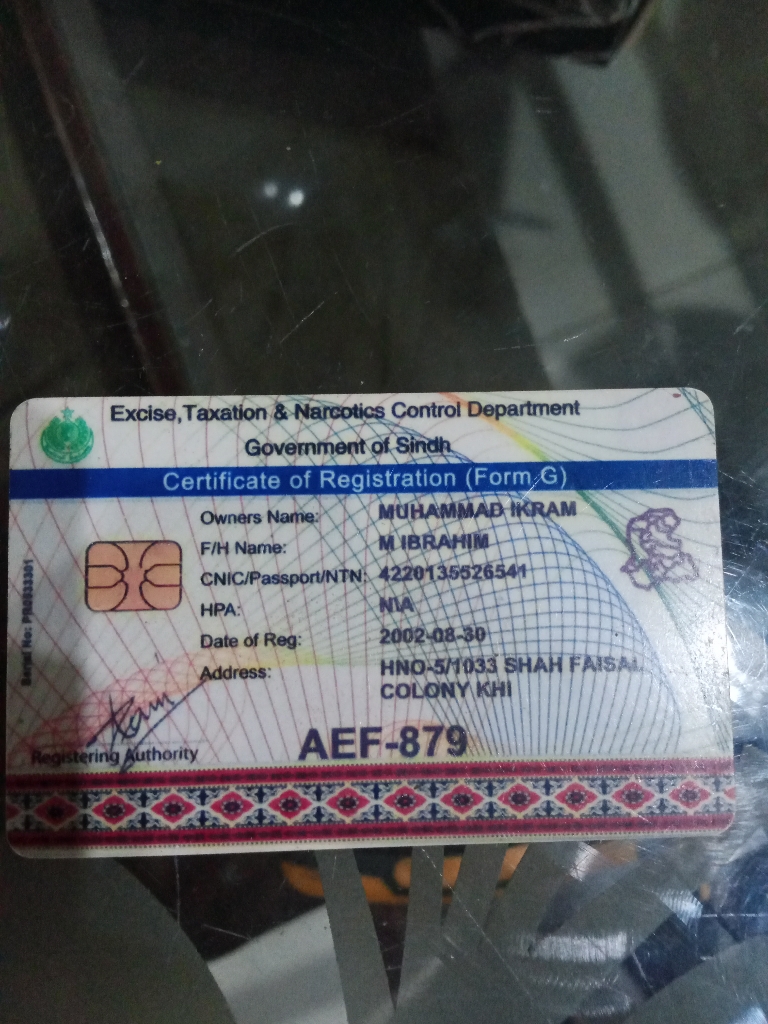 Excise,Taxation & Narcotics Control Department
Government of Sindh
Certificate of Registration (Form G)
Owners Name: MUHAMMAD IKRAM
F/H Name: M IBRAHIM
CNIC/Passport/NTN: 4220135526541
HPA: N\A
Date of Reg: 2002-08-30
Address: HNO-5/1033 SHAH FAISAL
COLONY KHI
Registering Authority
AEF-879
Serial No: